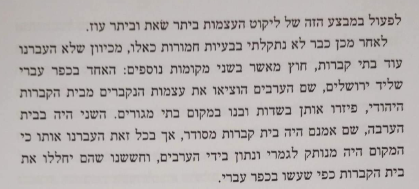 לפעול במבצע הזה של ליקוט העצמות ביתר שאת וביתר עוז.
לאחר מכן כבר לא נתקלתי בבעיות חמורות כאלו, מכיוון שלא העברנו
עוד בתי קברות, חוץ מאשר בשני מקומות נוספים: האחד בכפר עברי
שליד ירושלים, שם הערבים הוציאו את עצמות הנקברים מבית הקברות
היהודי, פיזרו אותן בשדות ובנו במקום בתי מגורים. השני היה בבית
הערבה, שם אמנם היה בית קברות מסודר, אך בכל זאת העברנו אותו כי
המקום היה מנותק לגמרי ונתון בידי הערבים, וחששנו שהם יחללו את
בית הקברות כפי שעשו בכפר עברי.